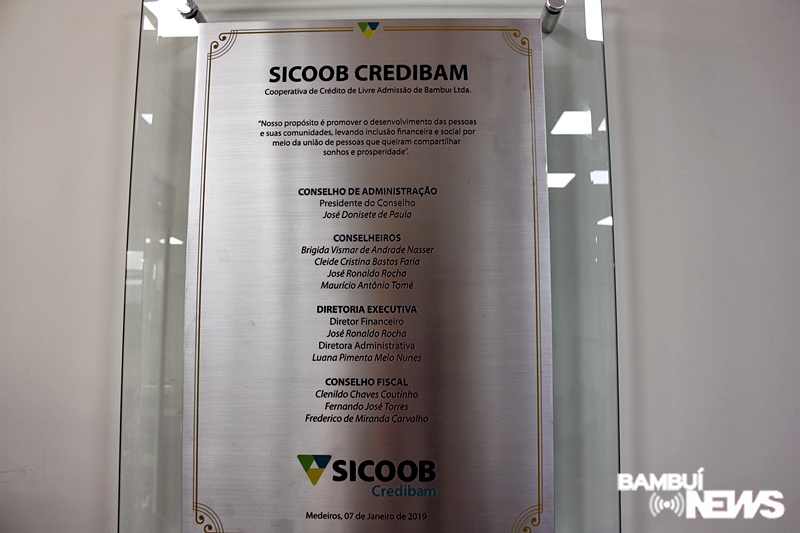 SICOOB CREDIBAM
Cooperativa de Crédito de Livre Admissão de Bambuí Ltda.
"Nosso propósito é promover o desenvolvimento das pessoas
e suas comunidades, levando inclusão financeira e social por
meio da união de pessoas que queiram compartilhar
sonhos e prosperidade".
CONSELHO DE ADMINISTRAÇÃO
Presidente do Conselho
José Donisete de Paula
CONSELHEIROS
Brigida Vismar de Andrade Nasser
Cleide Cristina Bastos Faria
José Ronaldo Rocha
Maurício Antônio Tomé
DIRETORIA EXECUTIVA
Diretor Financeiro
José Ronaldo Rocha
Diretora Administrativa
Luana Pimenta Melo Nunes
CONSELHO FISCAL
Clenildo Chaves Coutinho
Fernando José Torres
Frederico de Miranda Carvalho
SICOOB
Credibam
Medeiros, 07 de Janeiro de 2019
BAMBUÍ
NEWS